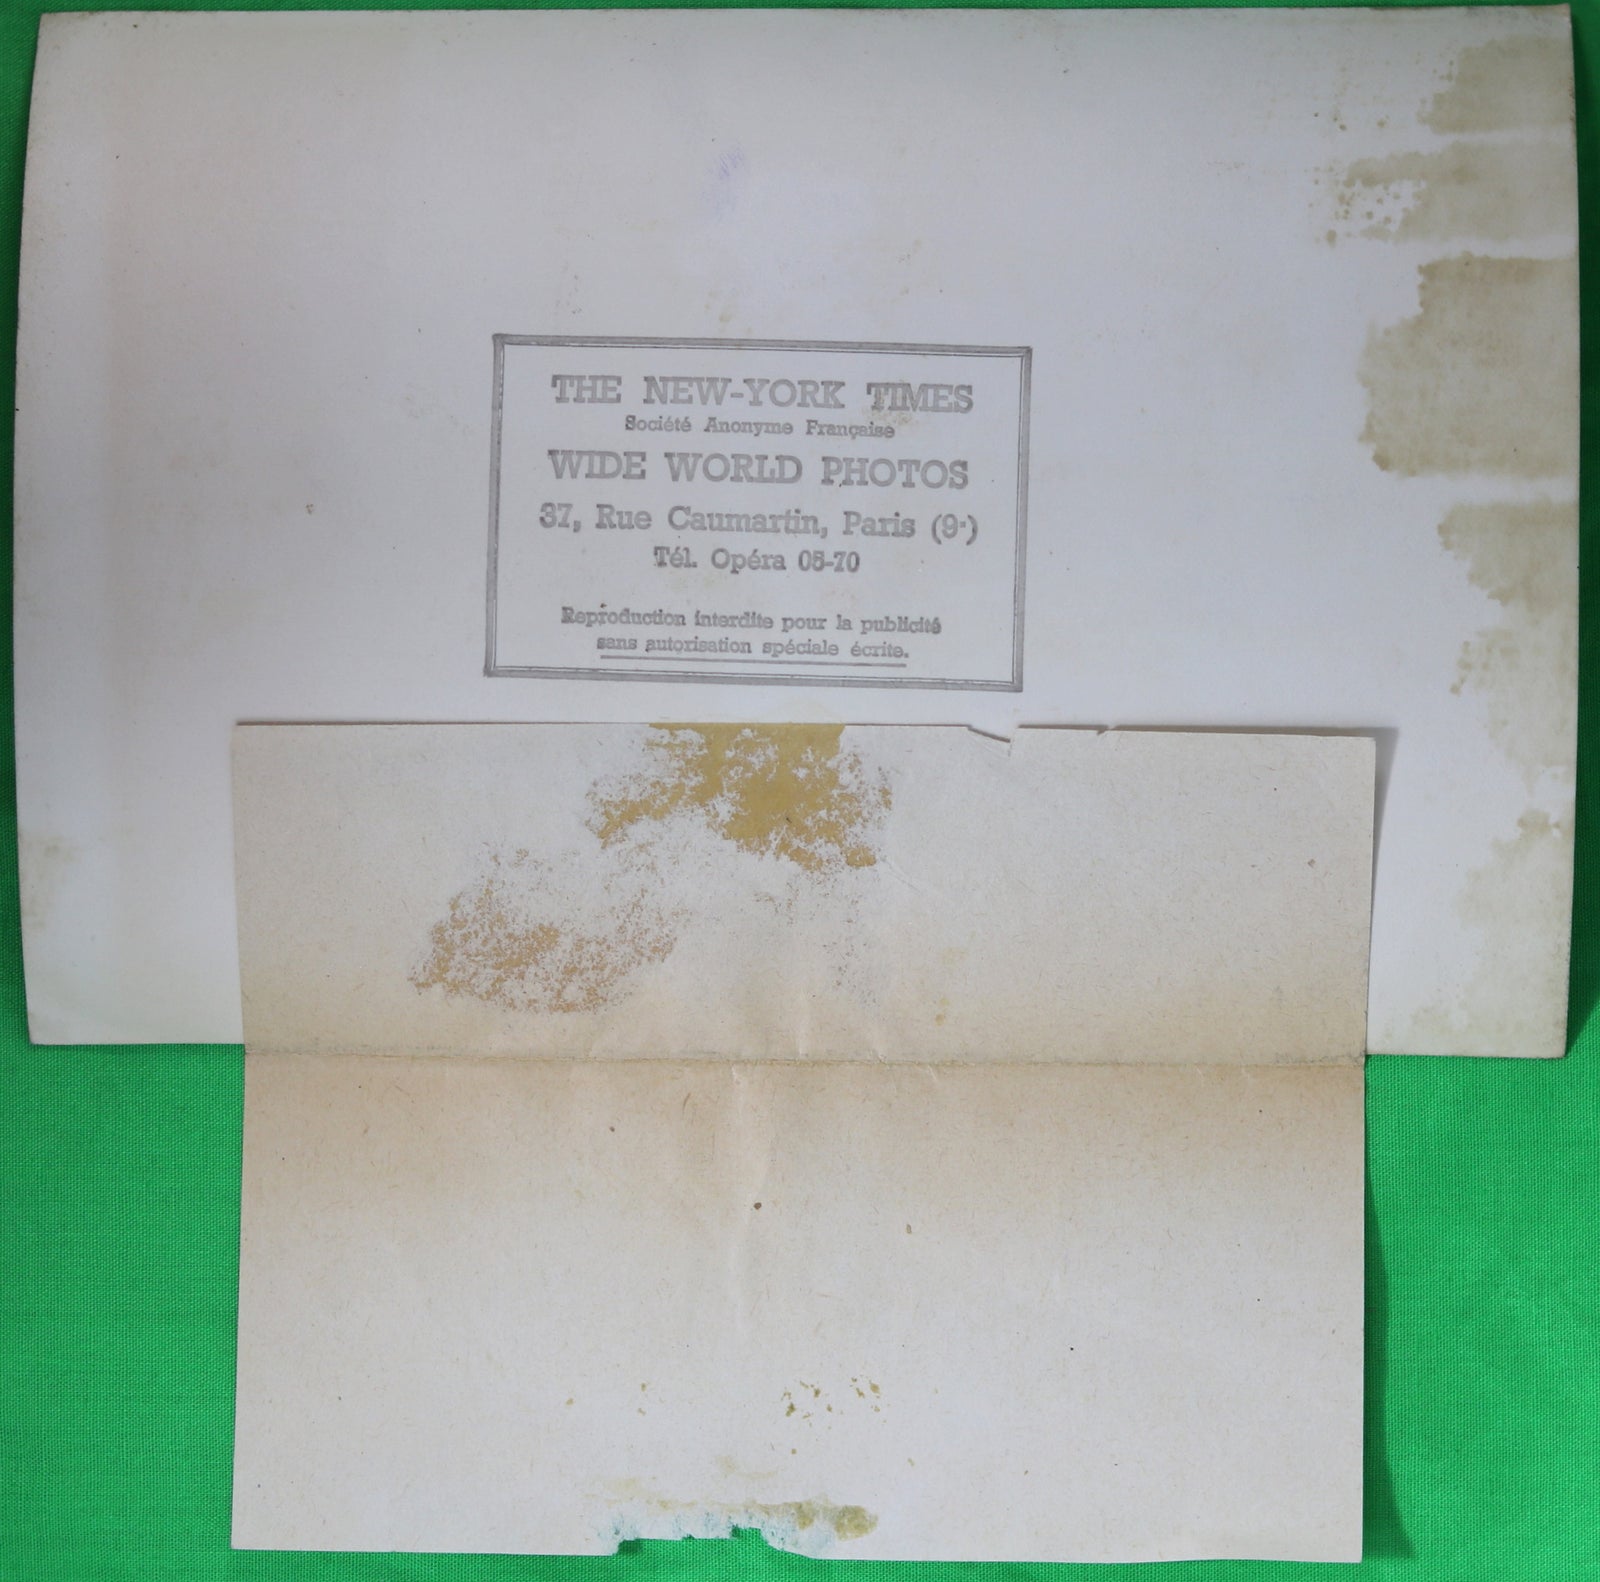 THE NEW-YORK TIMES
Société Anonyme Française
WIDE WORLD PHOTOS
37, Rue Caumartin, Paris (9ᵉ)
Tél. Opéra 05-70
Reproduction interdite pour la publicité
sans autorisation spéciale écrite.